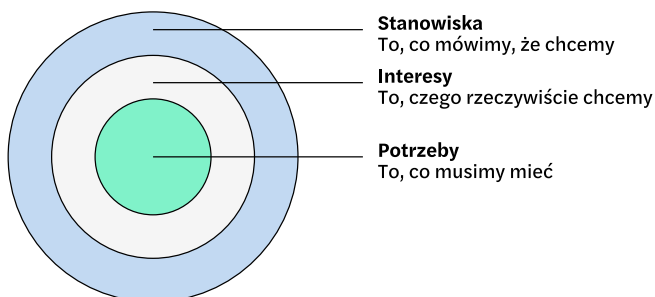 Stanowiska
To, co mówimy, że chcemy
Interesy
To, czego rzeczywiście chcemy
Potrzeby
To, co musimy mieć